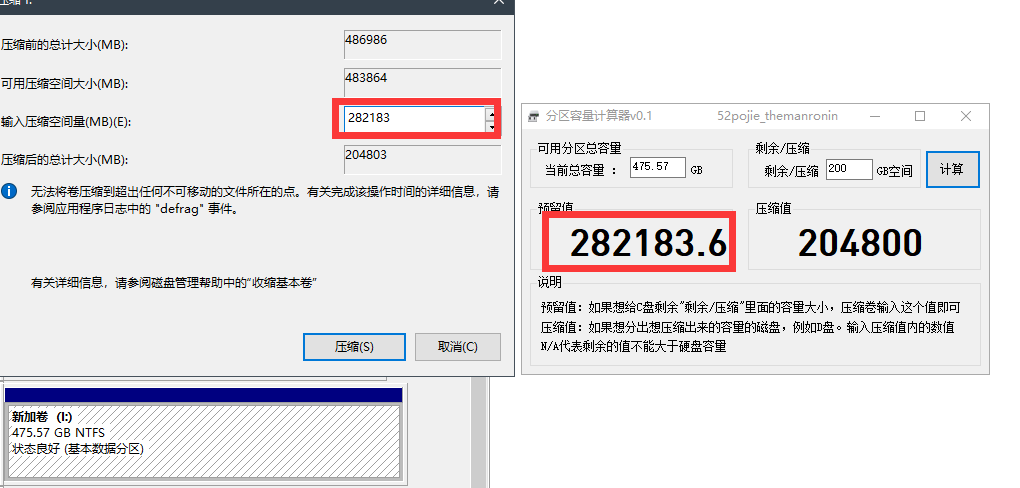 压缩 I:
压缩前的总计大小(MB):
486986
可用压缩空间大小(MB):
483864
输入压缩空间量(MB)(E):
282183
压缩后的总计大小(MB):
204803
无法将卷压缩到超出任何不可移动的文件所在的点。有关完成该操作时间的详细信息，请
参阅应用程序日志中的 "defrag" 事件。
有关详细信息，请参阅磁盘管理帮助中的"收缩基本卷"
压缩(S)
取消(C)
新加卷 (I:)
475.57 GB NTFS
状态良好 (基本数据分区)
分区容量计算器v0.1
52pojie_themanronin
可用分区总容量
当前总容量 ：
475.57
GB
剩余/压缩
剩余/压缩
200
GB空间
计算
预留值
282183.6
压缩值
204800
说明
预留值：如果想给C盘剩余"剩余/压缩"里面的容量大小，压缩卷输入这个值即可
压缩值：如果想分出想压缩出来的容量的磁盘，例如D盘。输入压缩值内的数值
N/A代表剩余的值不能大于硬盘容量